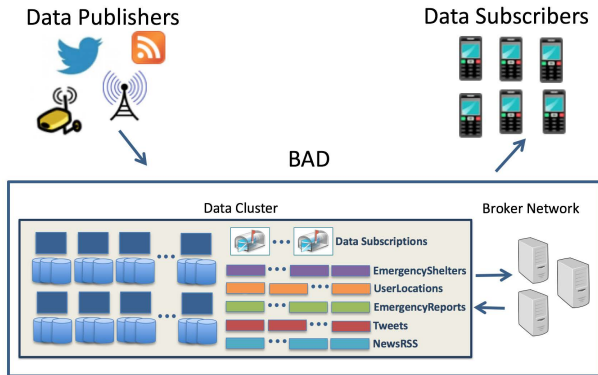 Data Publishers
Data Subscribers
BAD
Data Cluster
Broker Network
Data Subscriptions
EmergencyShelters
UserLocations
EmergencyReports
Tweets
NewsRSS